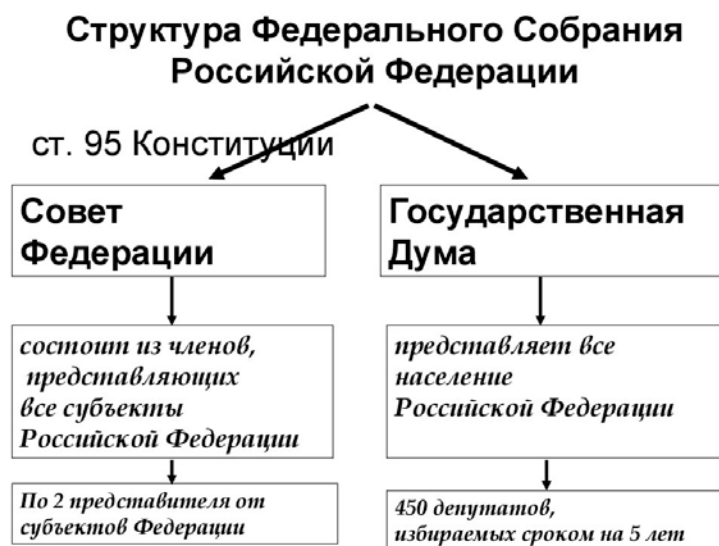 Структура Федерального Собрания
Российской Федерации
ст. 95 Конституции
Совет
Федерации
Государственная
Дума
состоит из членов,
представляющих
все субъекты
Российской Федерации
представляет все
население
Российской Федерации
По 2 представителя от
субъектов Федерации
450 депутатов,
избираемых сроком на 5 лет